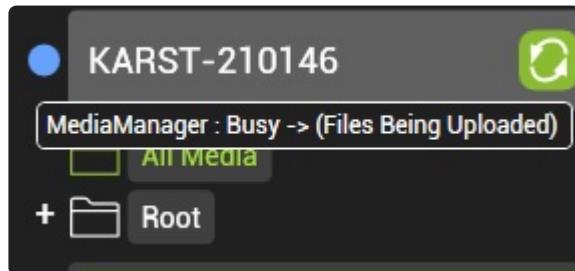 KARST-210146
MediaManager : Busy -> (Files Being Uploaded)
All Media
+ Root